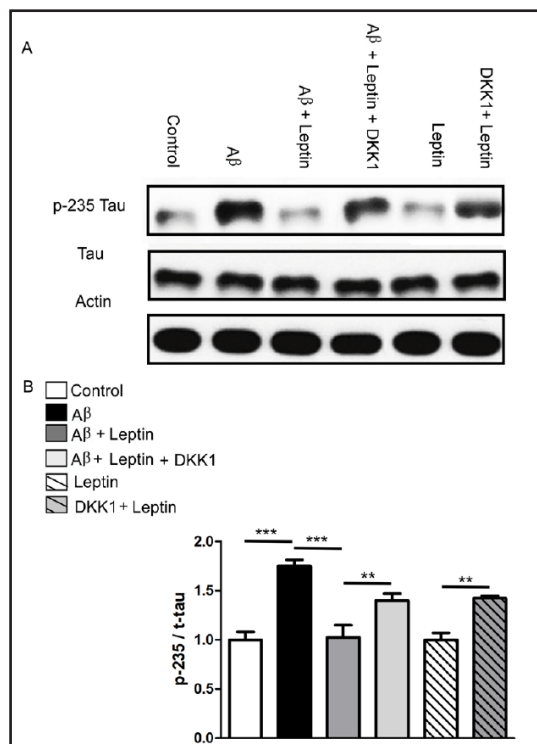 A
Control
Aβ
Aβ + Leptin
Aβ + Leptin + DKK1
Leptin
DKK1+ Leptin
p-235 Tau
Tau
Actin
B
Control
Aβ
Aβ + Leptin
Aβ + Leptin + DKK1
Leptin
DKK1 + Leptin
*** *** ** **
p-235 / t-tau
2.0
1.5
1.0
0.5
0.0